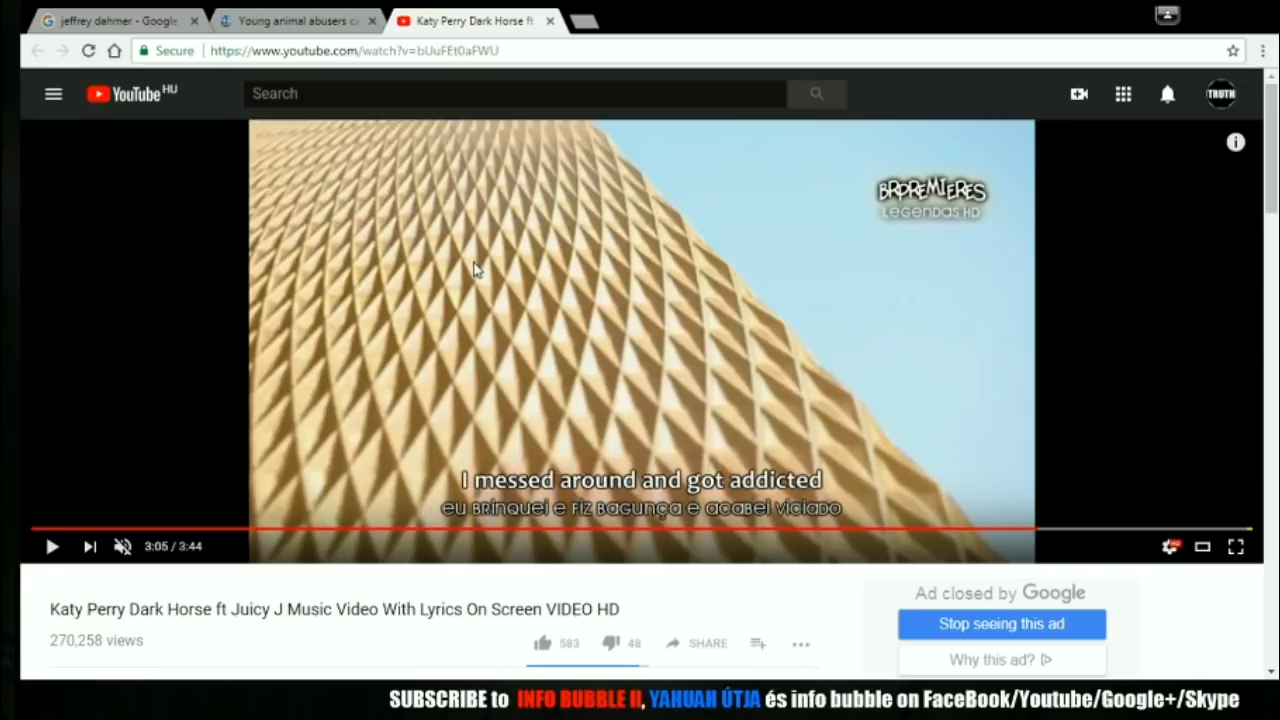 jeffrey dahmer - Google
Young animal abusers ca
Katy Perry Dark Horse ft
Secure
https://www.youtube.com/watch?v=bUuFEt0aFWU
YouTube HU
Search
TRUTH
BRPREMIERES
LEGENDAS HD
I messed around and got addicted
eu Brinquei e Fiz Bagunça e acabei viciado
3:05 / 3:44
HD
Katy Perry Dark Horse ft Juicy J Music Video With Lyrics On Screen VIDEO HD
270,258 views
583
48
SHARE
Ad closed by Google
Stop seeing this ad
Why this ad?
SUBSCRIBE to INFO BUBBLE II, YAHUAH ÚTJA és info bubble on FaceBook/Youtube/Google+/Skype